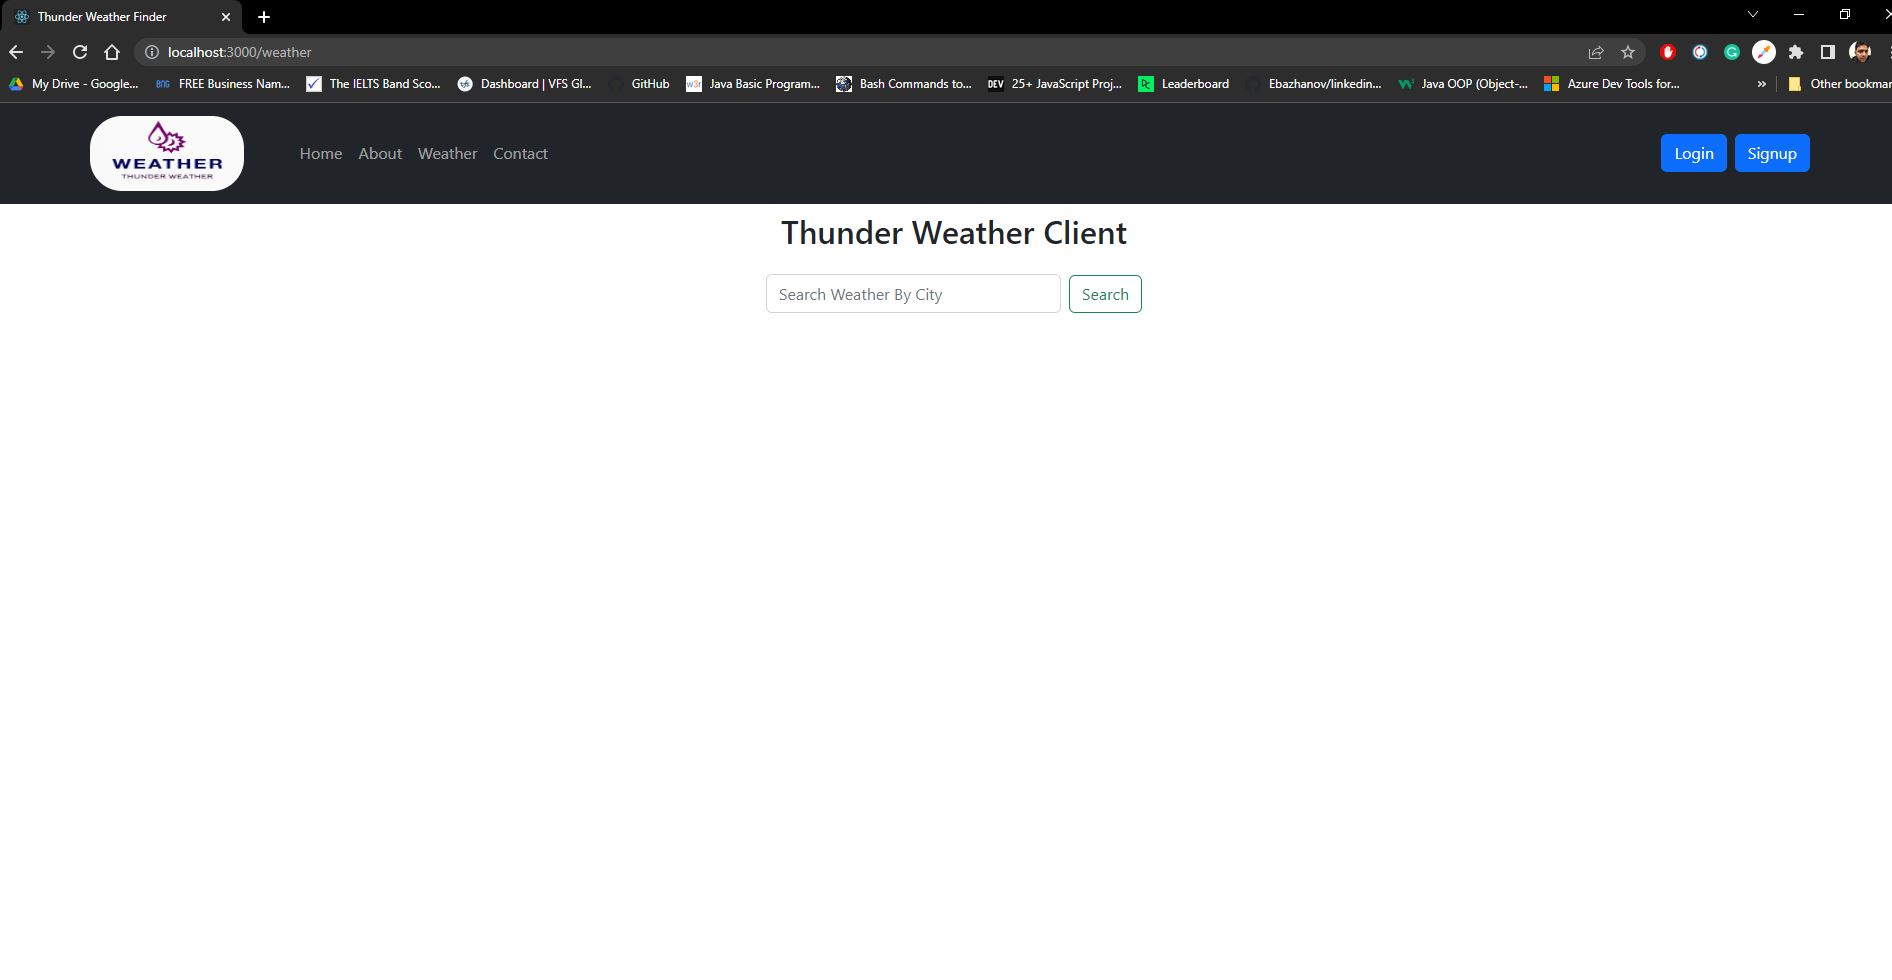 Thunder Weather Finder
localhost:3000/weather
My Drive - Google... BNG FREE Business Nam... The IELTS Band Sco... vfs Dashboard | VFS Gl... GitHub w3r Java Basic Program... Bash Commands to... DEV 25+ JavaScript Proj... Leaderboard Ebazhanov/linkedin... Java OOP (Object-... Azure Dev Tools for... » Other bookmar
WEATHER
THUNDER WEATHER
Home About Weather Contact Login Signup
Thunder Weather Client
Search Weather By City Search